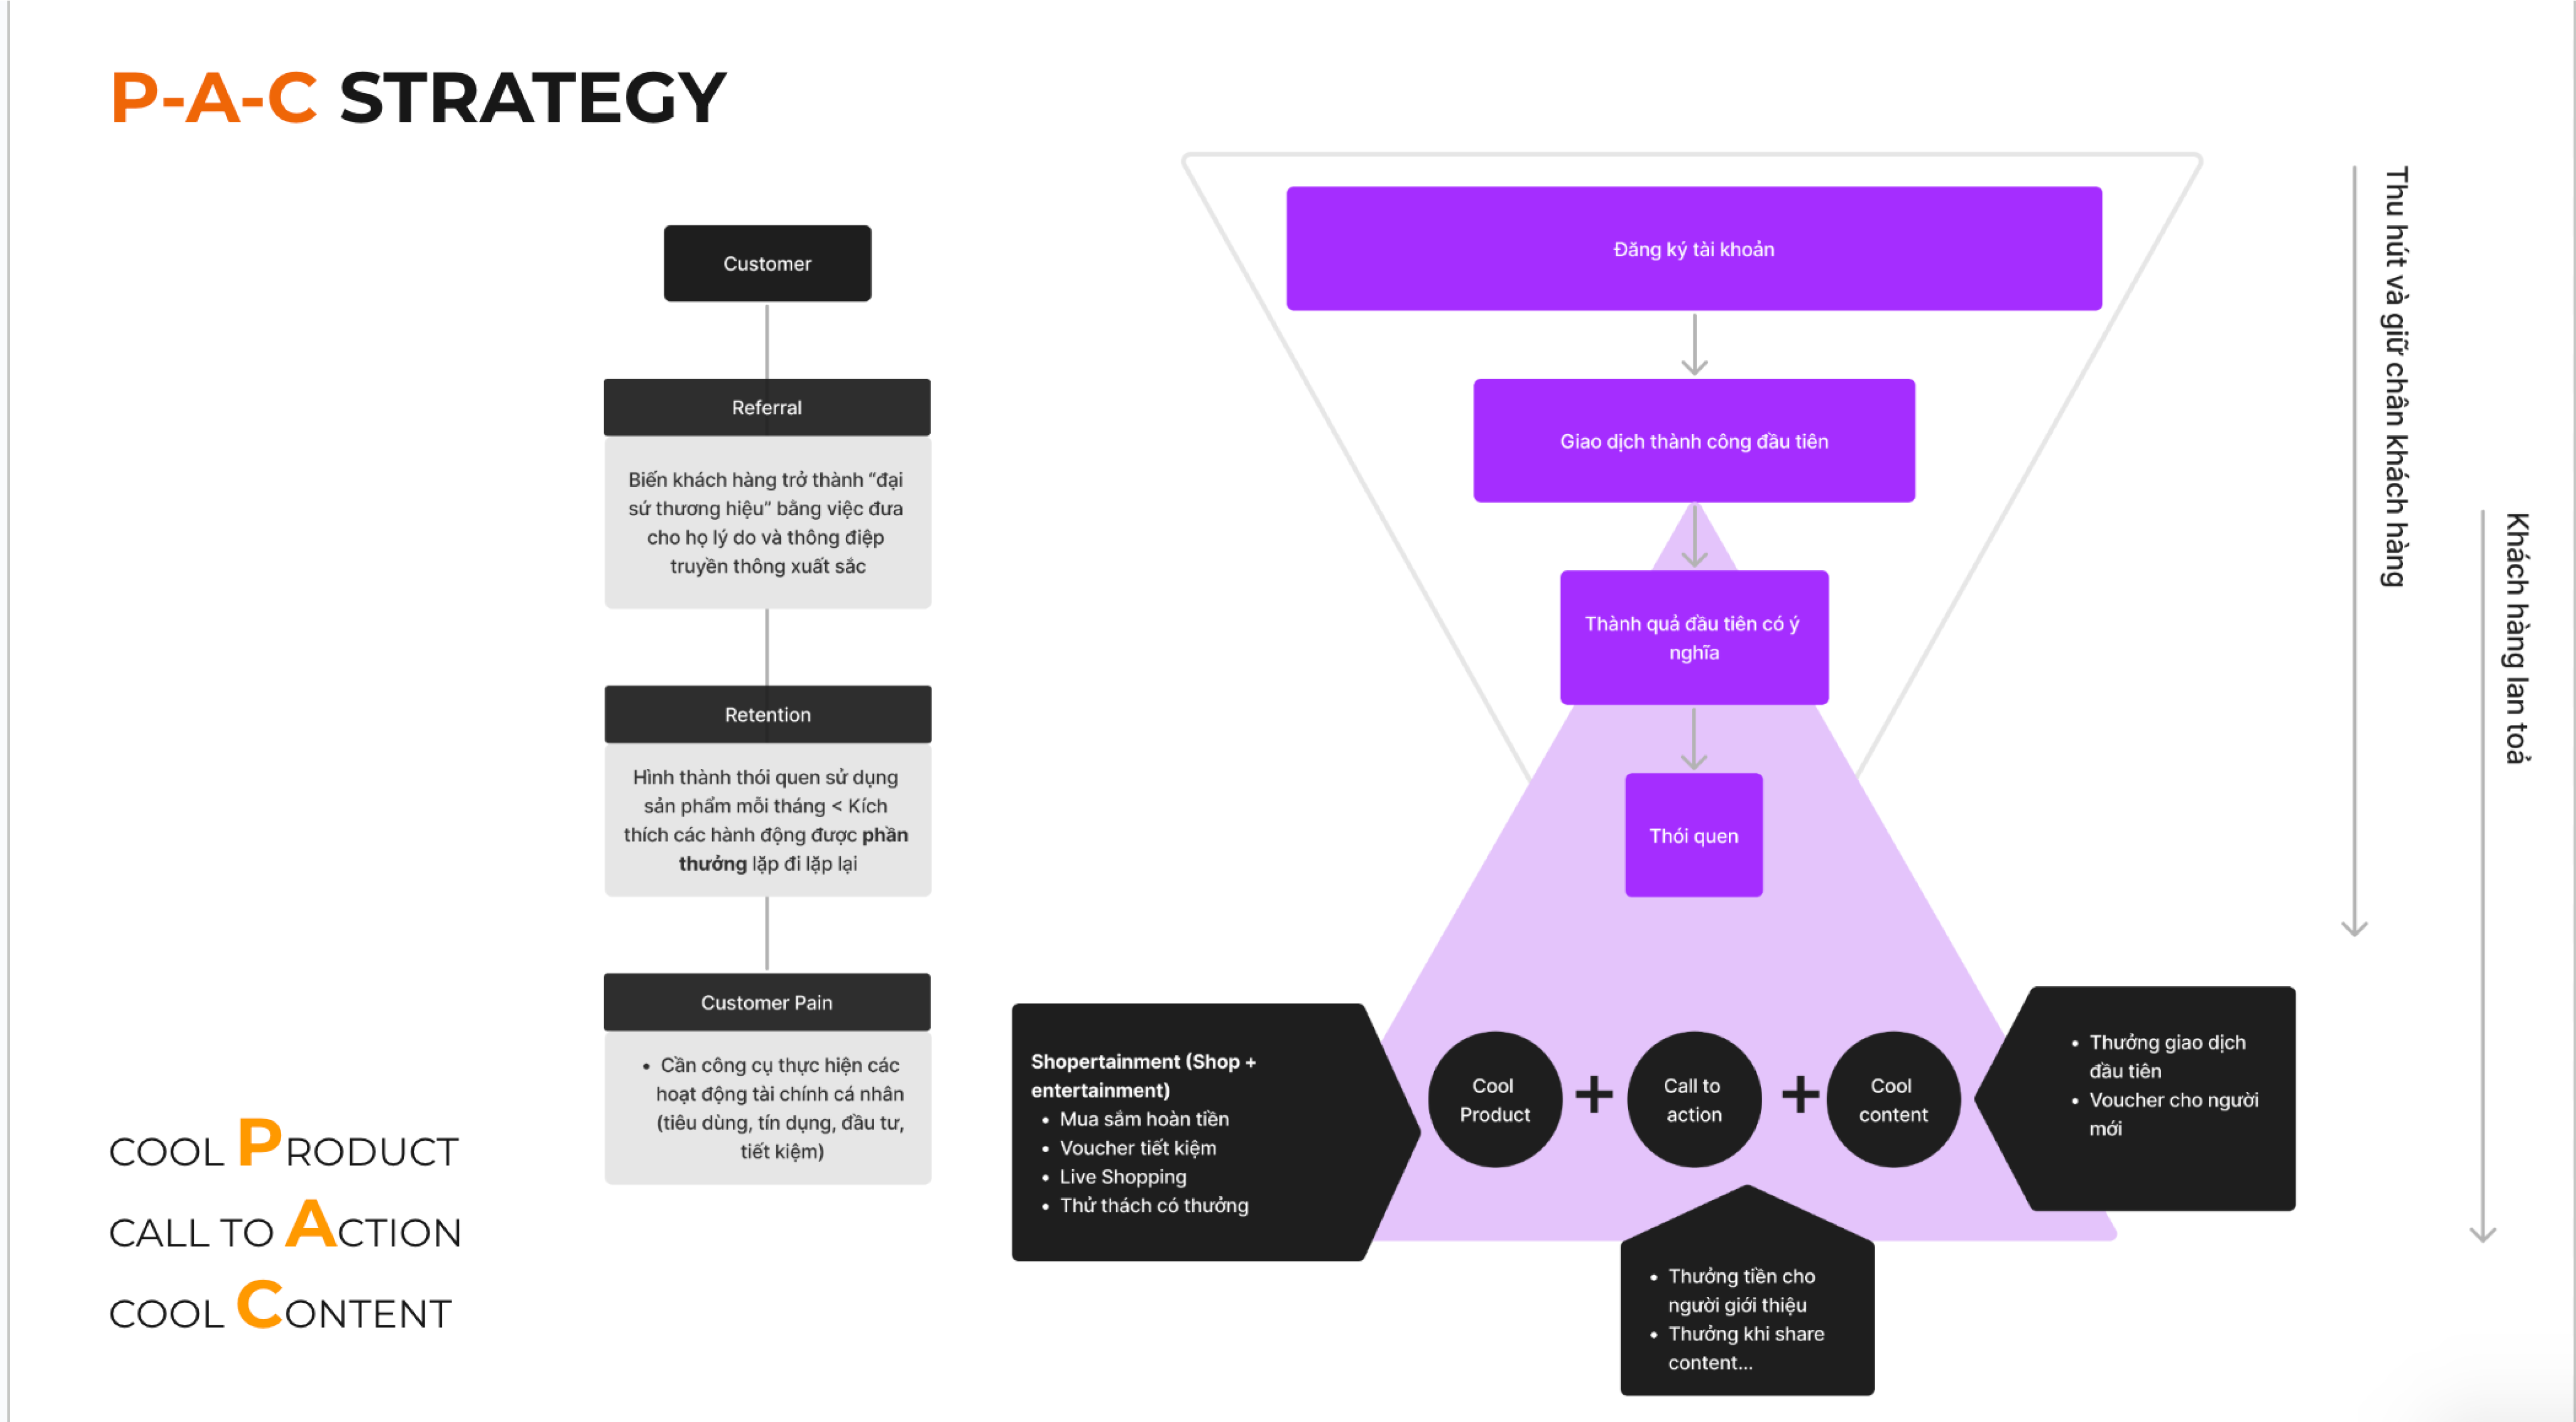 P-A-C STRATEGY
Customer
Referral
Biến khách hàng trở thành “đại
sứ thương hiệu” bằng việc đưa
cho họ lý do và thông điệp
truyền thông xuất sắc
Retention
Hình thành thói quen sử dụng
sản phẩm mỗi tháng < Kích
thích các hành động được phần
thưởng lặp đi lặp lại
Customer Pain
• Cần công cụ thực hiện các
hoạt động tài chính cá nhân
(tiêu dùng, tín dụng, đầu tư,
tiết kiệm)
COOL PRODUCT
CALL TO ACTION
COOL CONTENT
Đăng ký tài khoản
Giao dịch thành công đầu tiên
Thành quả đầu tiên có ý
nghĩa
Thói quen
Shopertainment (Shop +
entertainment)
• Mua sắm hoàn tiền
• Voucher tiết kiệm
• Live Shopping
• Thử thách có thưởng
Cool
Product
+
Call to
action
+
Cool
content
• Thưởng giao dịch
đầu tiên
• Voucher cho người
mới
• Thưởng tiền cho
người giới thiệu
• Thưởng khi share
content...
Thu hút và giữ chân khách hàng
Khách hàng lan toả